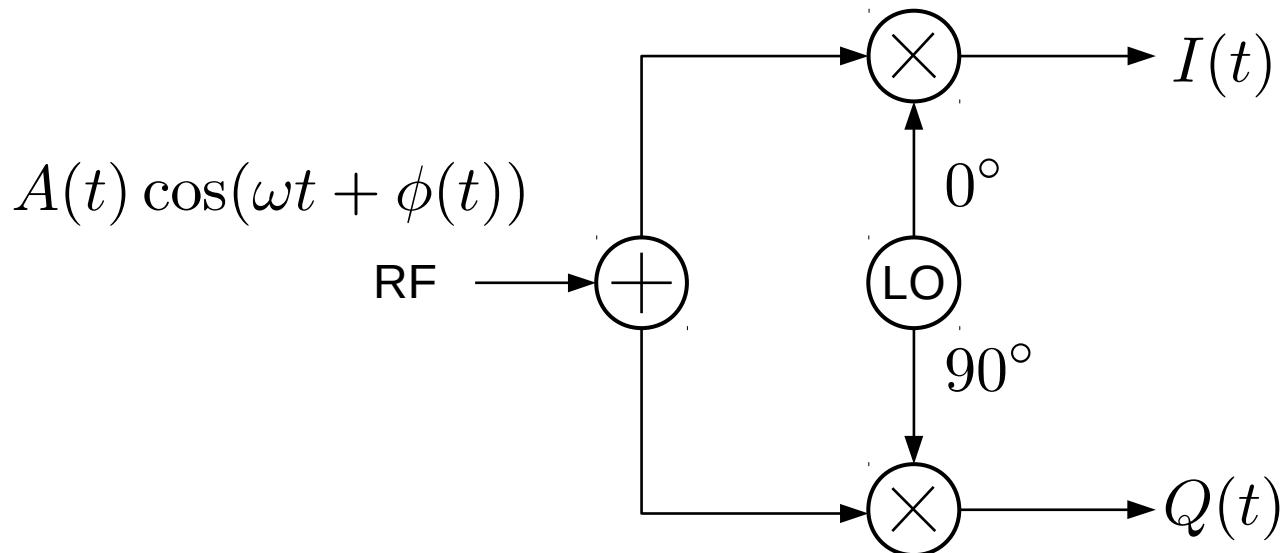 I(t)
0°
A(t) cos(ωt + ϕ(t))
RF
LO
90°
Q(t)